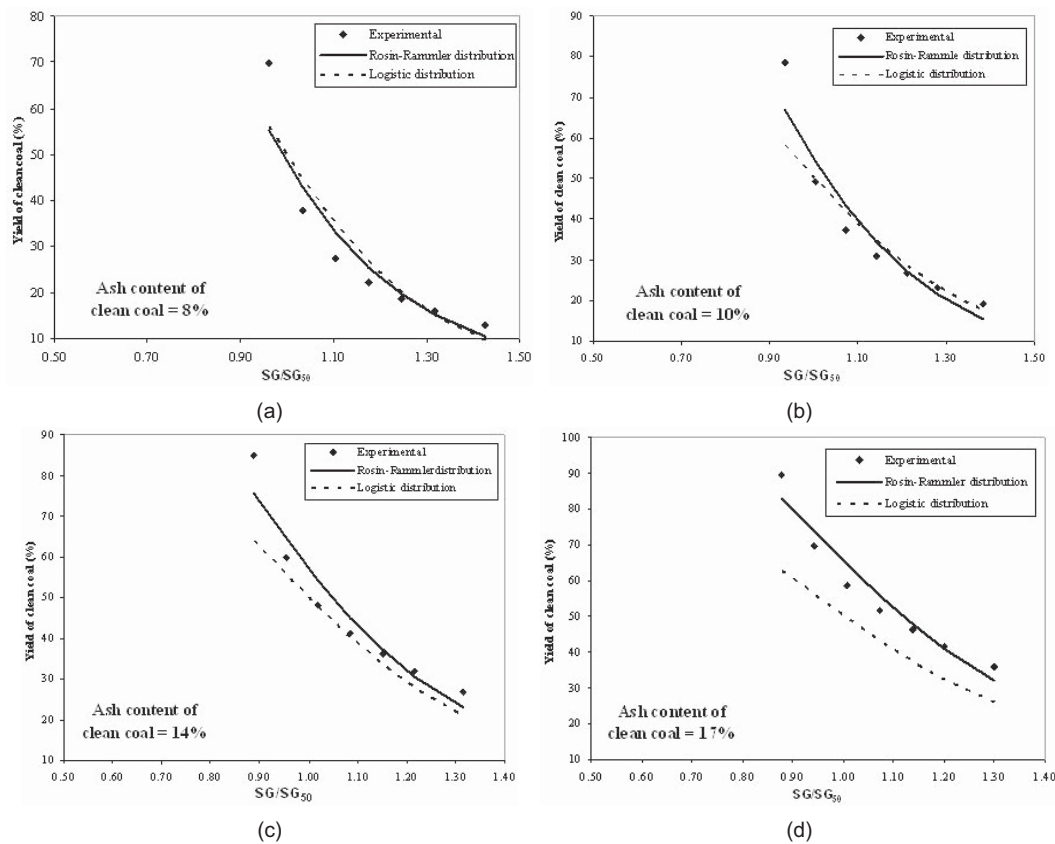 80
70
60
50
40
30
20
10
Yield of clean coal (%)
Experimental
Rosin-Rammler distribution
Logistic distribution
Ash content of
clean coal = 8%
0.50 0.70 0.90 1.10 1.30 1.50
SG/SG50
(a)
90
80
70
60
50
40
30
20
10
Yield of clean coal (%)
Experimental
Rosin-Rammle distribution
Logistic distribution
Ash content of
clean coal = 10%
0.50 0.70 0.90 1.10 1.30 1.50
SG/SG50
(b)
90
80
70
60
50
40
30
20
10
Yield of clean coal (%)
Experimental
Rosin-Rammlerdistribution
Logistic distribution
Ash content of
clean coal = 14%
0.50 0.60 0.70 0.80 0.90 1.00 1.10 1.20 1.30 1.40
SG/SG50
(c)
100
90
80
70
60
50
40
30
20
10
Yield of clean coal (%)
Experimental
Rosin-Rammler distribution
Logistic distribution
Ash content of
clean coal = 17%
0.50 0.60 0.70 0.80 0.90 1.00 1.10 1.20 1.30 1.40
SG/SG50
(d)